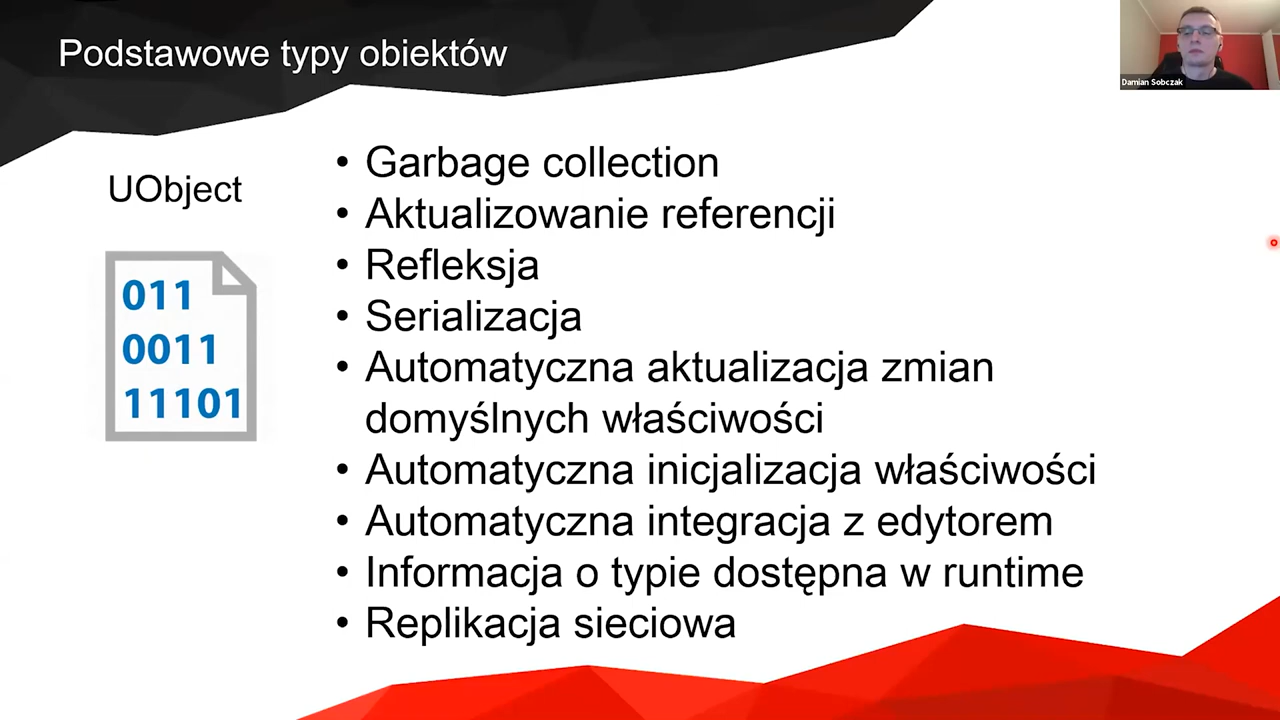 Podstawowe typy obiektów
Damian Sobczak
UObject
011
0011
11101
• Garbage collection
• Aktualizowanie referencji
• Refleksja
• Serializacja
• Automatyczna aktualizacja zmian
domyślnych właściwości
• Automatyczna inicjalizacja właściwości
• Automatyczna integracja z edytorem
• Informacja o typie dostępna w runtime
• Replikacja sieciowa